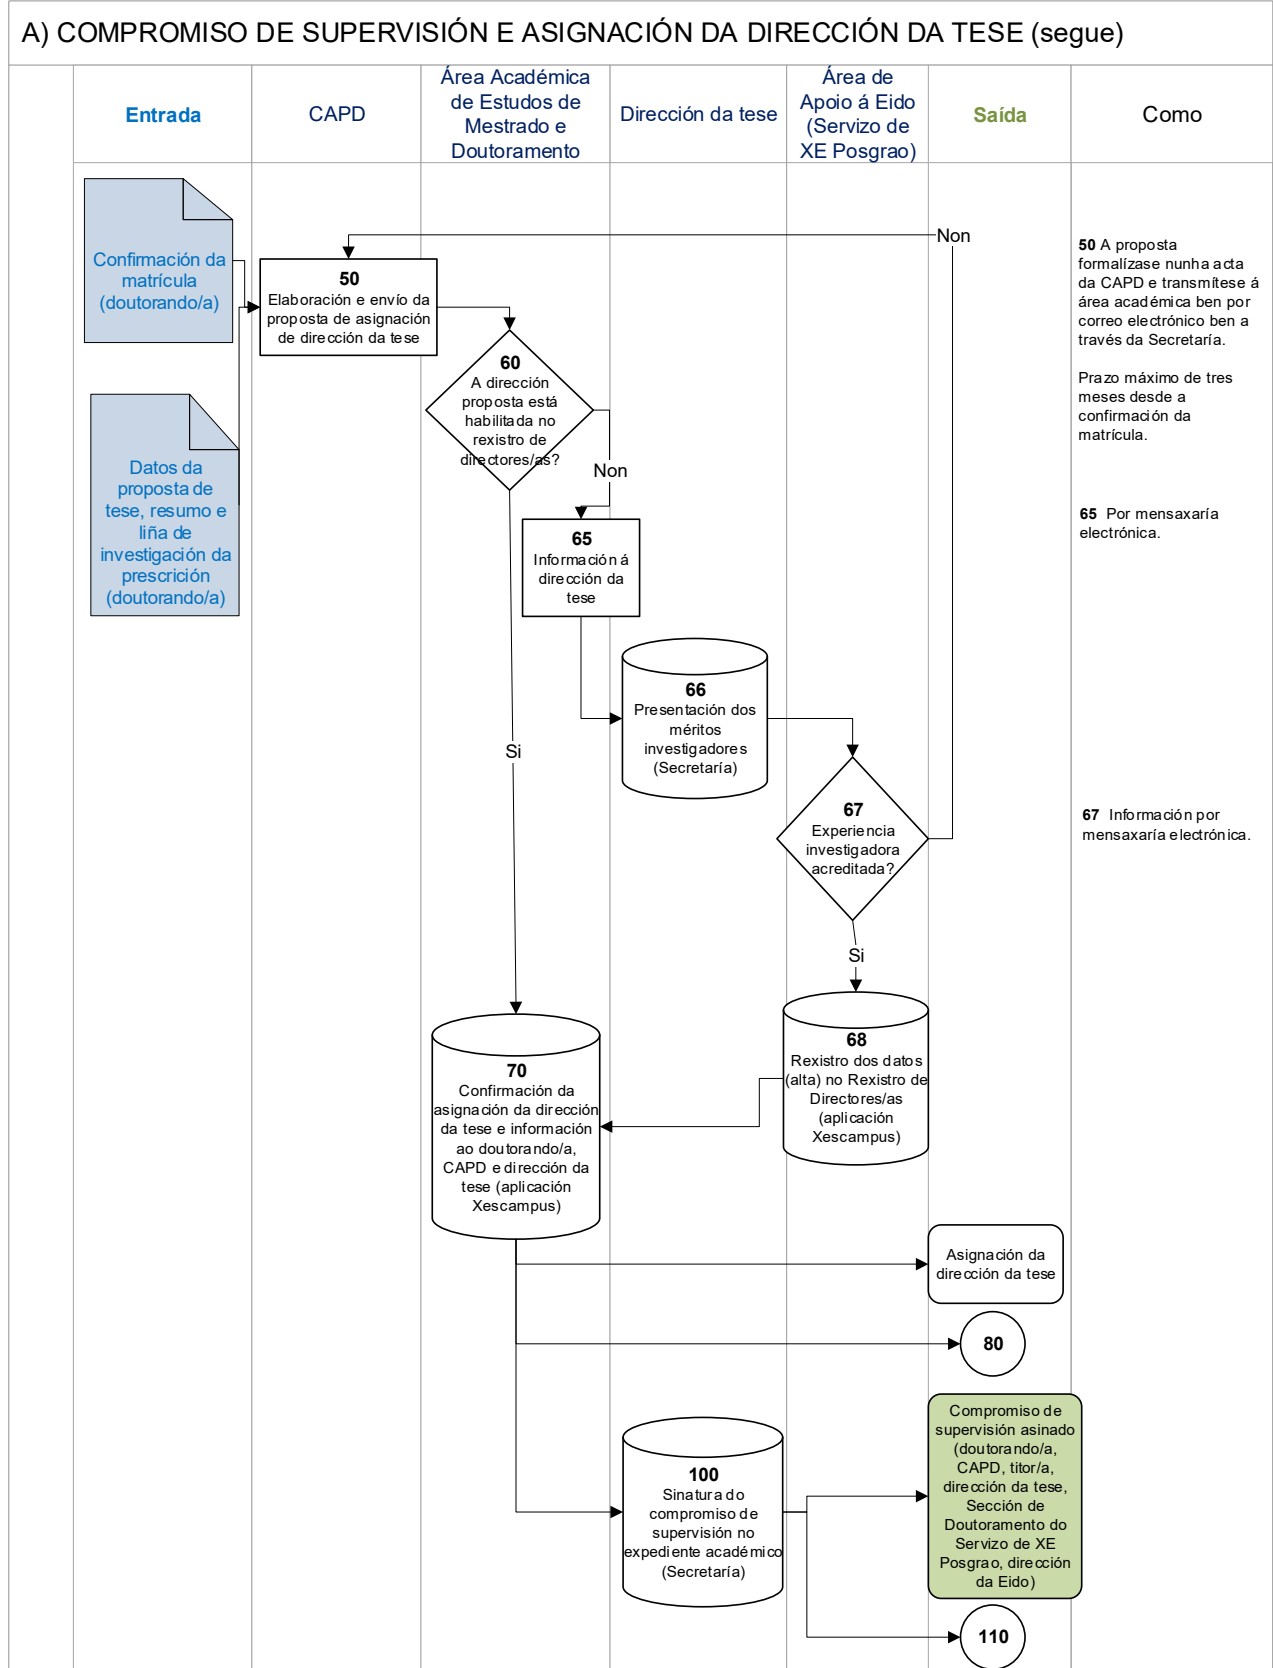 A) COMPROMISO DE SUPERVISIÓN E ASIGNACIÓN DA DIRECCIÓN DA TESE (segue)
Entrada
CAPD
Área Académica
de Estudos de
Mestrado e
Doutoramento
Dirección da tese
Área de
Apoio á Eido
(Servizo de
XE Posgrao)
Saída
Como
Confirmación da
matrícula
(doutorando/a)
Datos da
proposta de
tese, resumo e
liña de
investigación da
prescrición
(doutorando/a)
50
Elaboración e envío da
proposta de asignación
de dirección da tese
60
A dirección
proposta está
habilitada no
rexistro de
directores/as?
Non
Si
65
Información á
dirección da
tese
66
Presentación dos
méritos
investigadores
(Secretaría)
67
Experiencia
investigadora
acreditada?
Non
Si
68
Rexistro dos datos
(alta) no Rexistro de
Directores/as
(aplicación
Xescampus)
70
Confirmación da
asignación da dirección
da tese e información
ao doutorando/a,
CAPD e dirección da
tese (aplicación
Xescampus)
Asignación da
dirección da tese
80
100
Sinatura do
compromiso de
supervisión no
expediente académico
(Secretaría)
Compromiso de
supervisión asinado
(doutorando/a,
CAPD, titor/a,
dirección da tese,
Sección de
Doutoramento do
Servizo de XE
Posgrao, dirección
da Eido)
110
50 A proposta
formalízase nunha acta
da CAPD e transmítese á
área académica ben por
correo electrónico ben a
través da Secretaría.
Prazo máximo de tres
meses desde a
confirmación da
matrícula.
65 Por mensaxaría
electrónica.
67 Información por
mensaxaría electrónica.